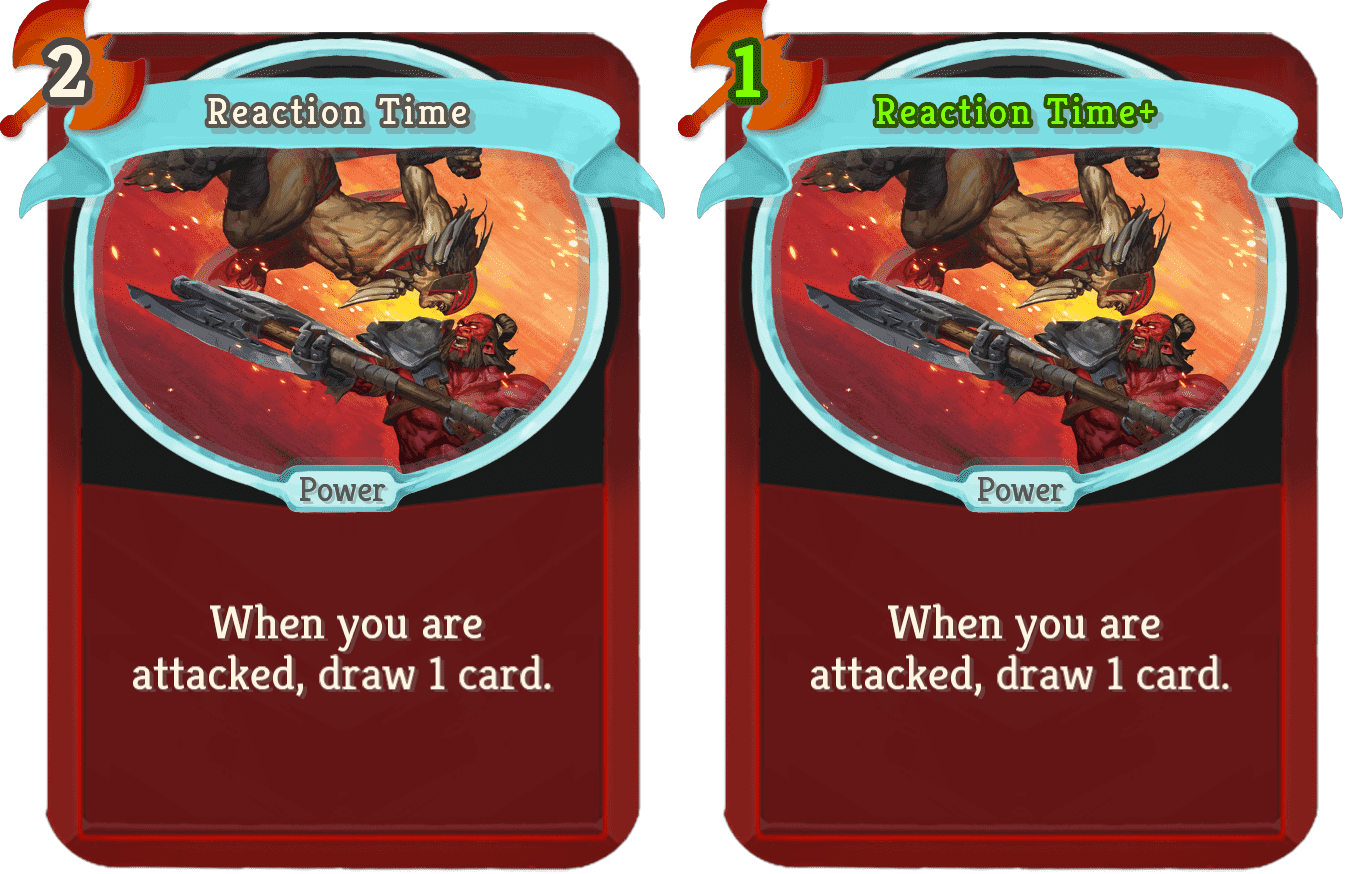 2
Reaction Time
Power
When you are
attacked, draw 1 card.
1
Reaction Time+
Power
When you are
attacked, draw 1 card.